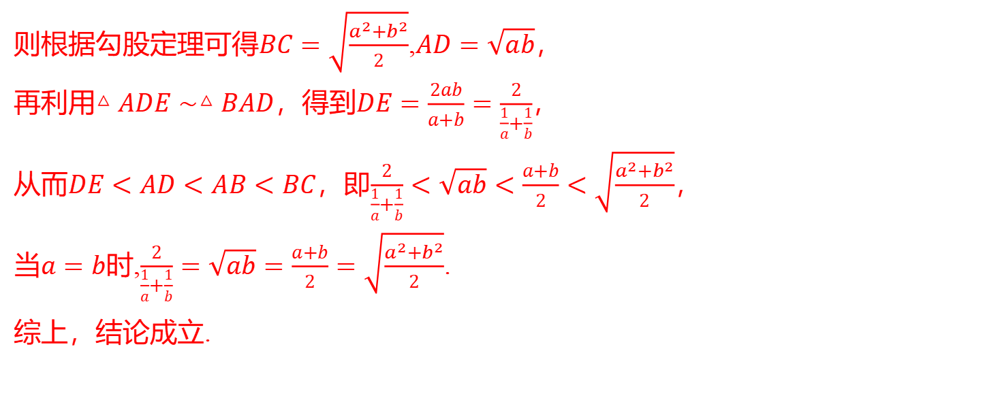 则根据勾股定理可得$BC=\sqrt{\frac{a^2+b^2}{2}}$,$AD=\sqrt{ab}$，
再利用△ $ADE$ ∼△ $BAD$，得到$DE=\frac{2ab}{a+b}=\frac{2}{\frac{1}{a}+\frac{1}{b}}$,
从而$DE<AD<AB<BC$，即$\frac{2}{\frac{1}{a}+\frac{1}{b}}<\sqrt{ab}<\frac{a+b}{2}<\sqrt{\frac{a^2+b^2}{2}}$，
当$a=b$时,$\frac{2}{\frac{1}{a}+\frac{1}{b}}=\sqrt{ab}=\frac{a+b}{2}=\sqrt{\frac{a^2+b^2}{2}}$.
综上，结论成立.